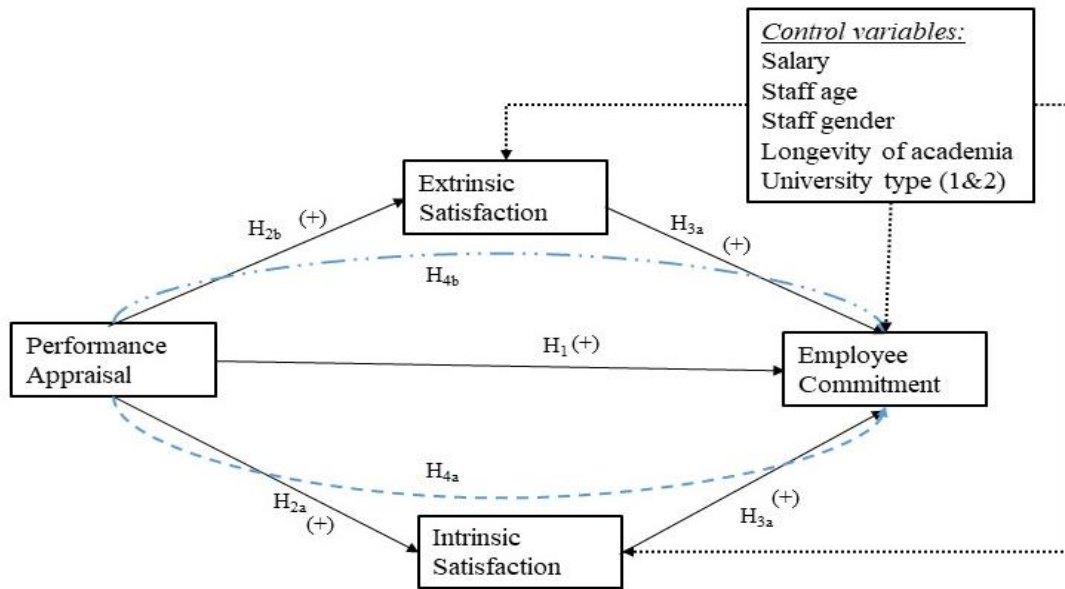 Control variables:
Salary
Staff age
Staff gender
Longevity of academia
University type (1&2)
Extrinsic
Satisfaction
H2b (+)
H3a
(+)
H4b
Performance
Appraisal
H1 (+)
Employee
Commitment
H4a
H2a
(+)
H3a (+)
Intrinsic
Satisfaction